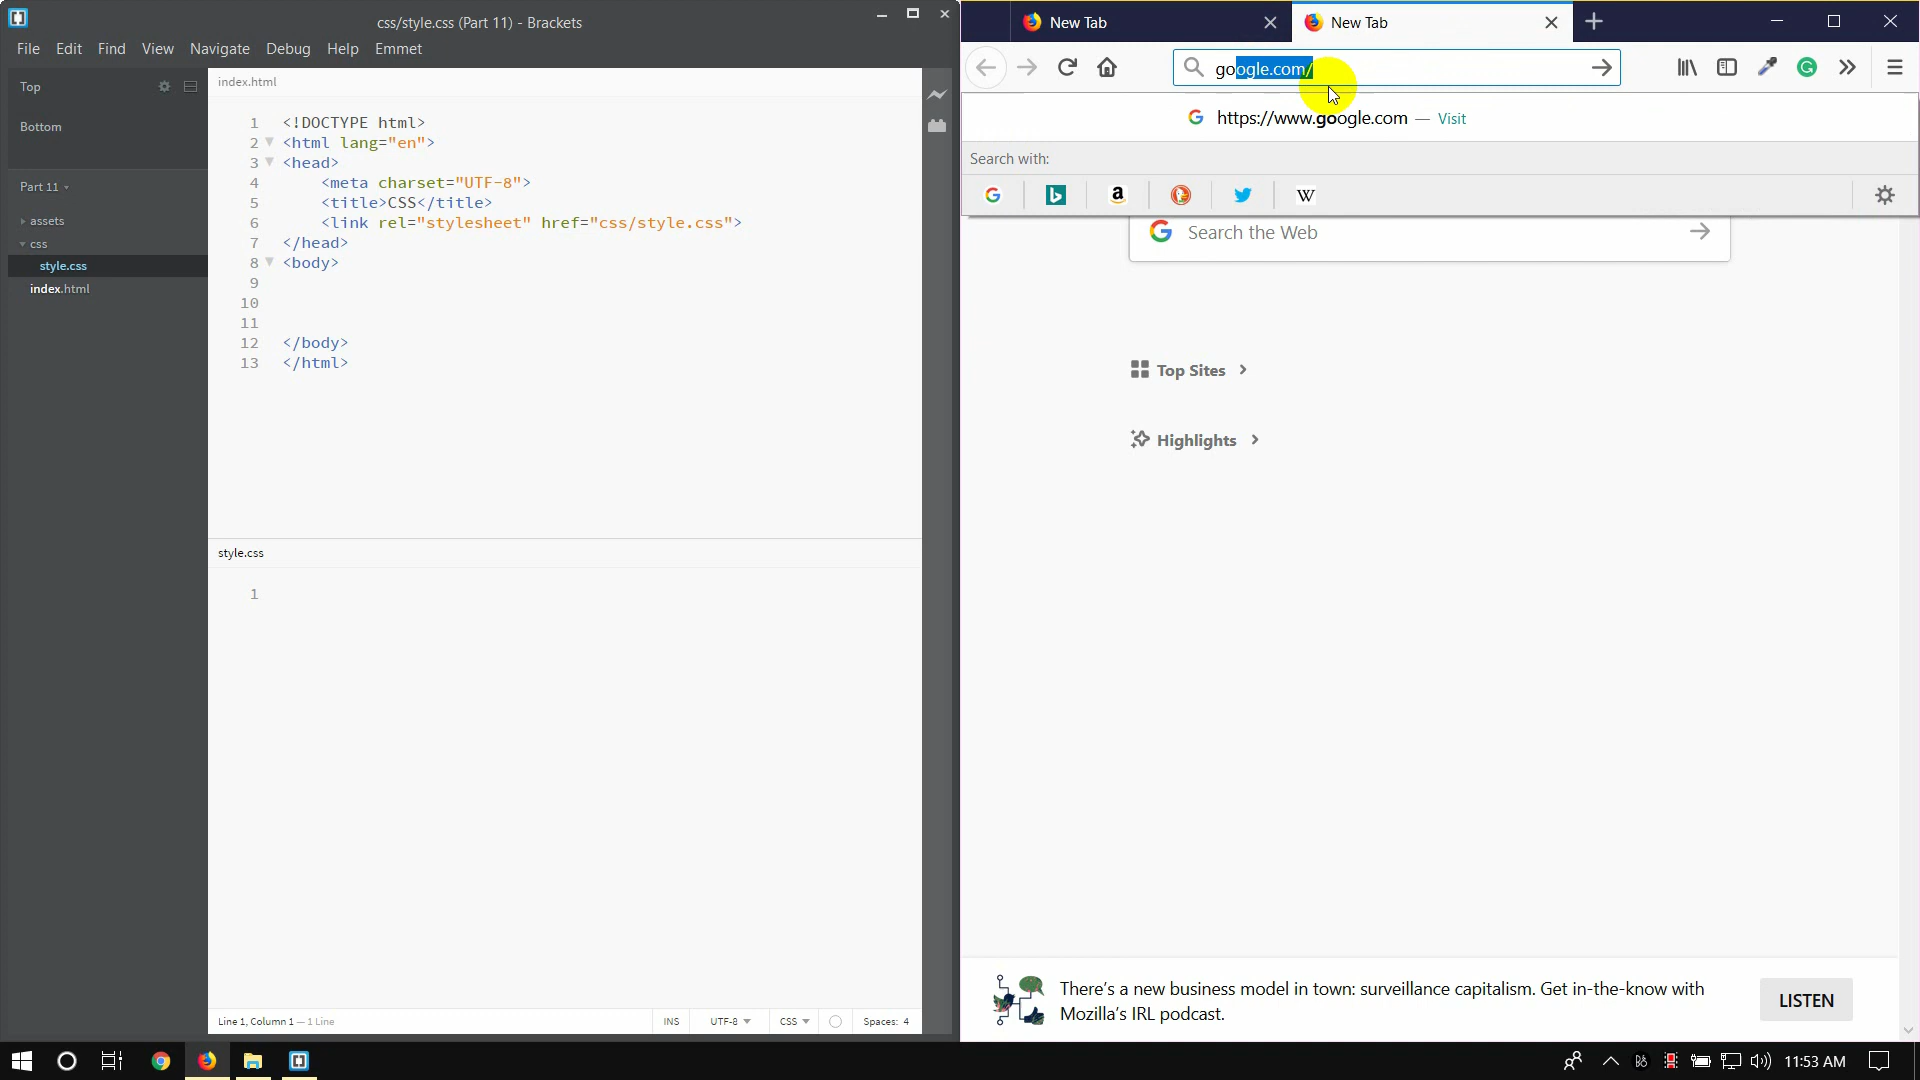 css/style.css (Part 11) - Brackets
File Edit Find View Navigate Debug Help Emmet
Top
Bottom
Part 11
assets
css
style.css
index.html
index.html
1 <!DOCTYPE html>
2 <html lang="en">
3 <head>
4 <meta charset="UTF-8">
5 <title>CSS</title>
6 <link rel="stylesheet" href="css/style.css">
7 </head>
8 <body>
9
10
11
12 </body>
13 </html>
style.css
1
Line 1, Column 1 — 1 Line
INS UTF-8 CSS Spaces: 4
New Tab
New Tab
google.com/
https://www.google.com — Visit
Search with:
Search the Web
Top Sites
Highlights
There's a new business model in town: surveillance capitalism. Get in-the-know with
Mozilla's IRL podcast.
LISTEN
11:53 AM